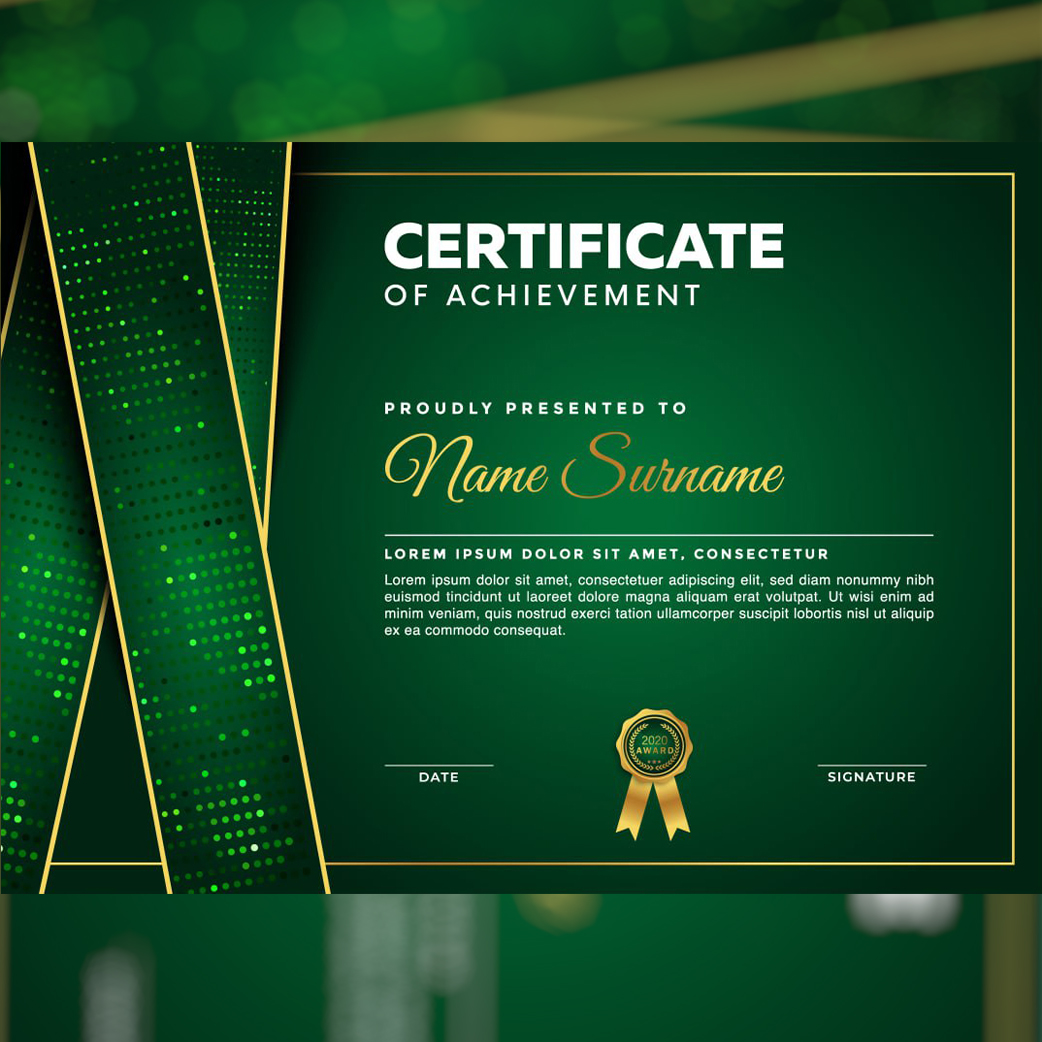 CERTIFICATE
OF ACHIEVEMENT
PROUDLY PRESENTED TO
Name Surname
LOREM IPSUM DOLOR SIT AMET, CONSECTETUR
Lorem ipsum dolor sit amet, consectetuer adipiscing elit, sed diam nonummy nibh
euismod tincidunt ut laoreet dolore magna aliquam erat volutpat. Ut wisi enim ad
minim veniam, quis nostrud exerci tation ullamcorper suscipit lobortis nisl ut aliquip
ex ea commodo consequat.
2020
AWARD
DATE
SIGNATURE